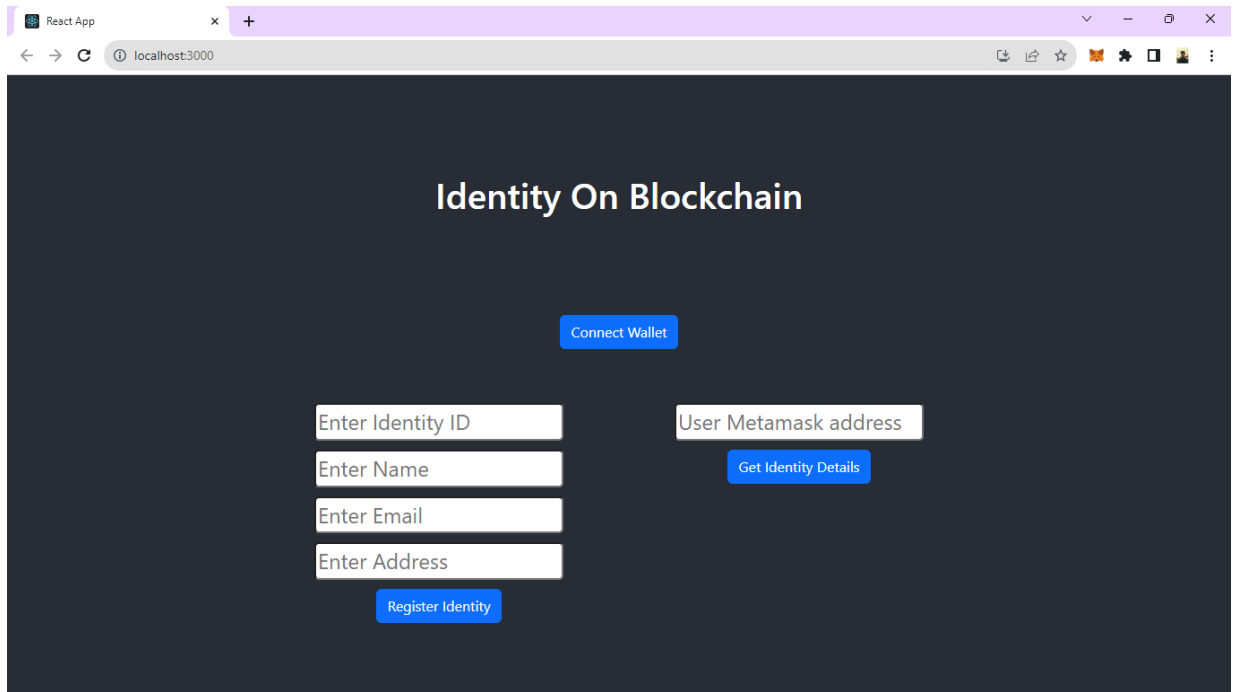 React App
localhost:3000
Identity On Blockchain
Connect Wallet
Enter Identity ID
Enter Name
Enter Email
Enter Address
Register Identity
User Metamask address
Get Identity Details